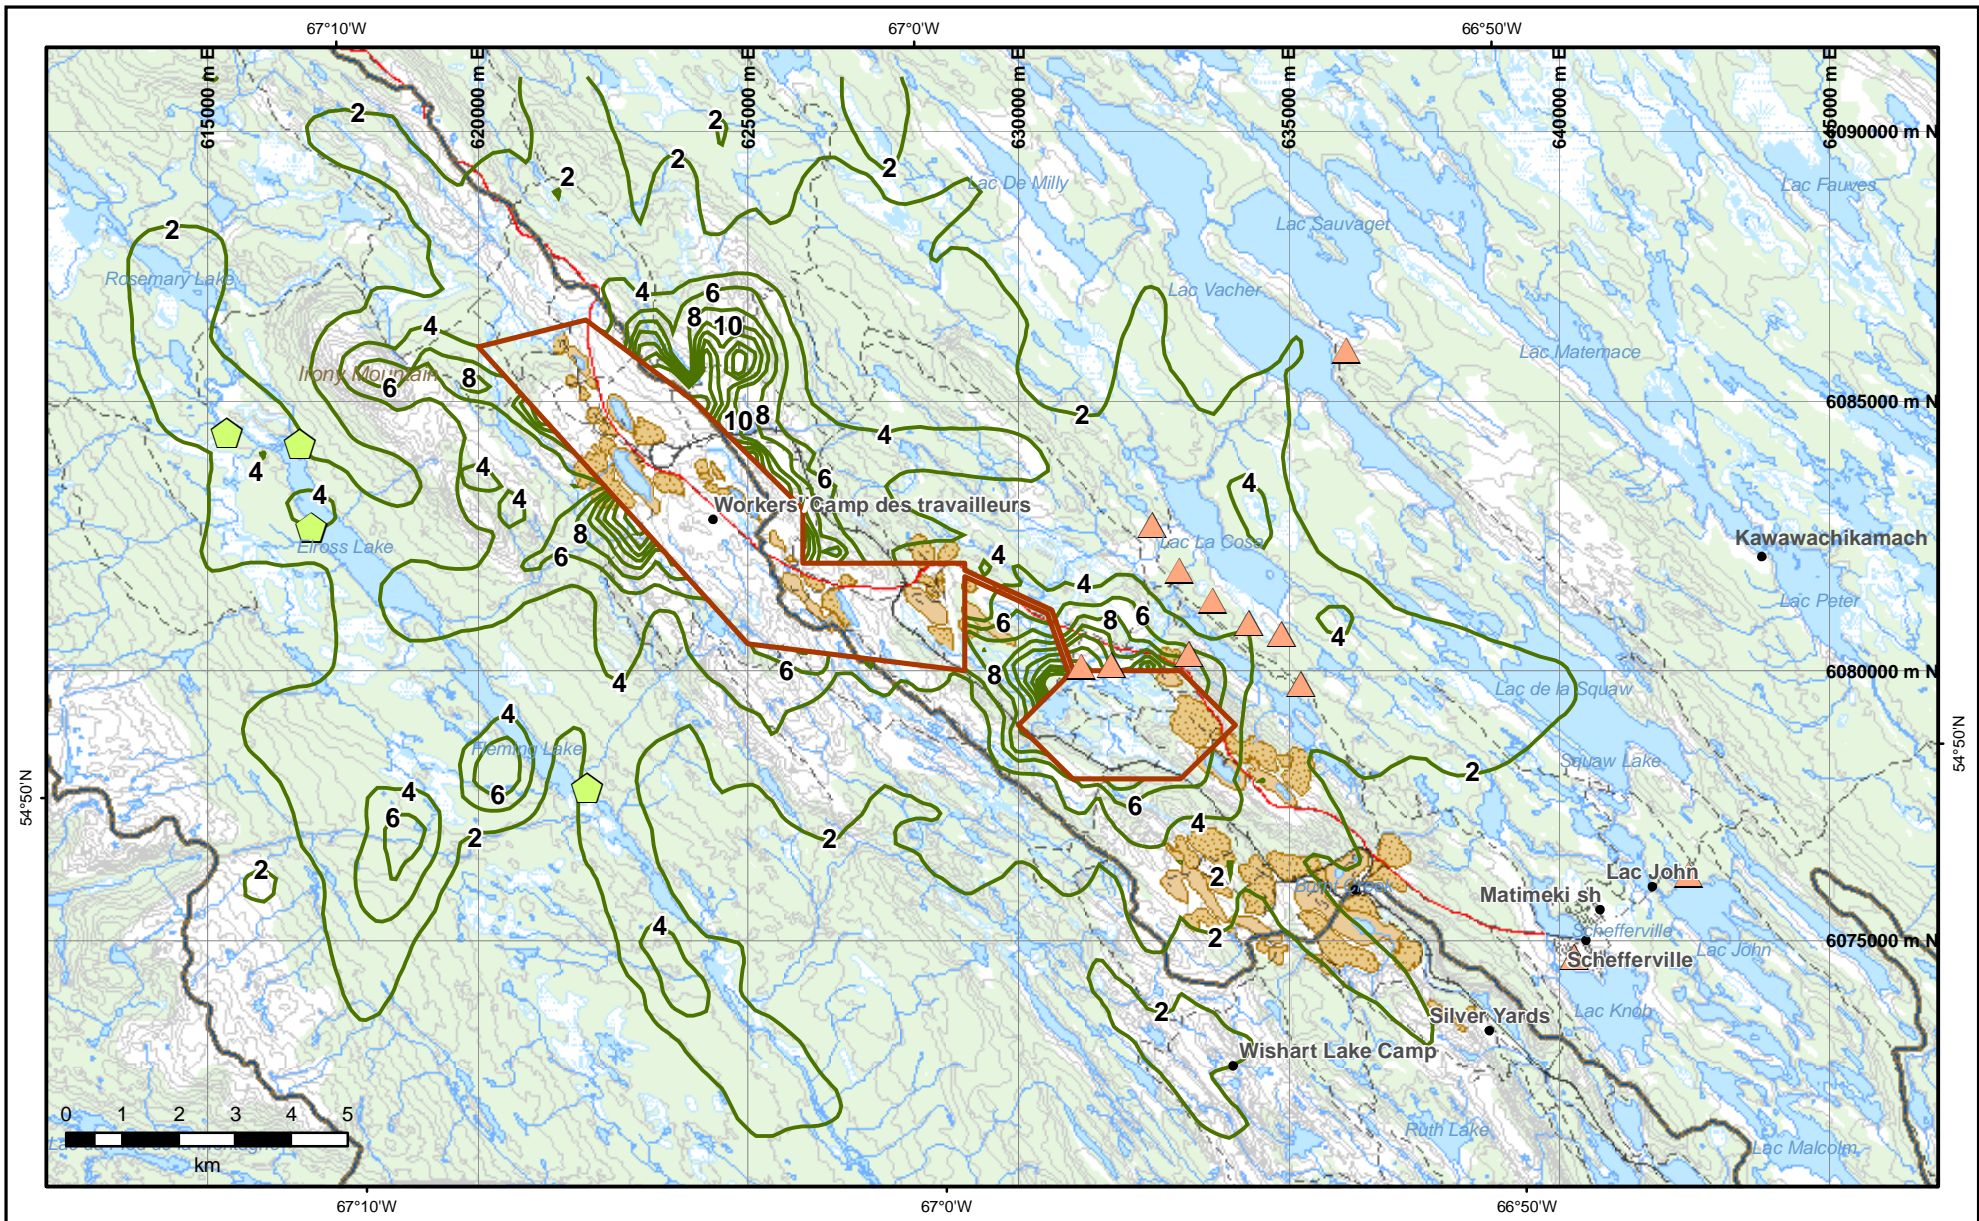 67°10'W
67°0'W
66°50'W
615000 m E
620000 m E
625000 m E
630000 m E
635000 m E
640000 m E
650000 m E
2
2
2
6090000 m N
2
2
2
Lac De Milly
Lac Fauves
2
Lac Sauvaget
Rosemary Lake
Lac Vacher
4
6
8
10
4
Lac Matemace
Irony Mountain
6
8
6085000 m N
10
8
2
4
4
4
6
4
4
4
Workers' Camp des travailleurs
8
Kawawachikamach
Elross Lake
Lac La Cosa
6
4
4
Lac Peter
6
8
6
4
6080000 m N
6
8
4
Lac de la Squaw
4
Fleming Lake
54°50'N
Squaw Lake
2
6
54°50'N
4
6
6
4
2
2
2
2
Burnt Creek
Lac John
Matimeki sh
4
2
Schefferville
6075000 m N
Lac John
Schefferville
2
Lac Knob
Silver Yards
Wishart Lake Camp
0 1 2 3 4 5
km
Ruth Lake
Lac Malcolm
67°10'W
67°0'W
66°50'W